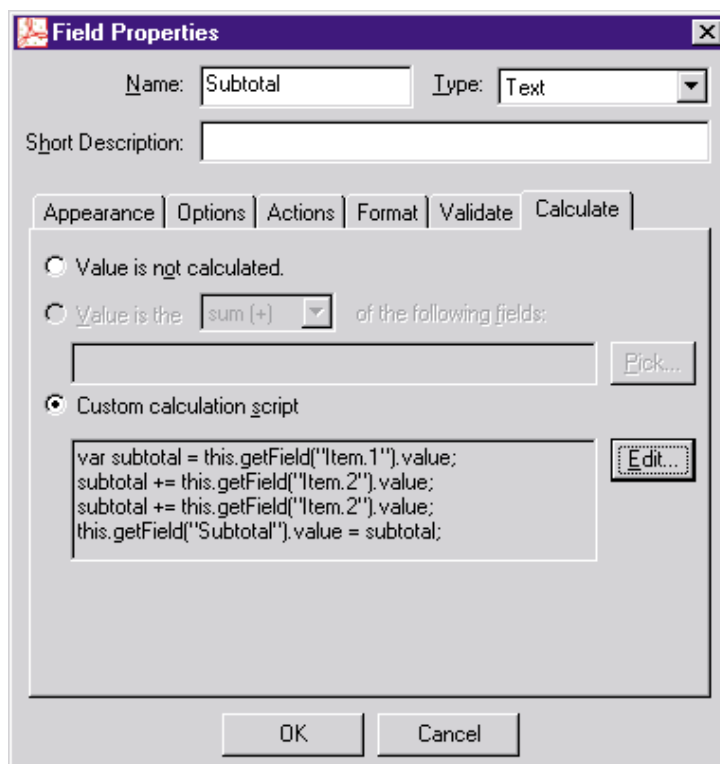 Field Properties
Name: Subtotal Type: Text
Short Description:
Appearance Options Actions Format Validate Calculate
Value is not calculated.
Value is the sum (+) of the following fields:
Pick...
Custom calculation script
var subtotal = this.getField("Item.1").value;
subtotal += this.getField("Item.2").value;
subtotal += this.getField("Item.2").value;
this.getField("Subtotal").value = subtotal;
Edit...
OK Cancel